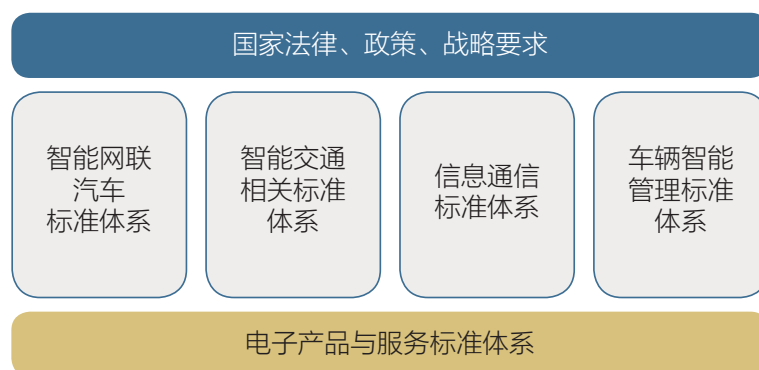 国家法律、政策、战略要求
智能网联
汽车
标准体系
智能交通
相关标准
体系
信息通信
标准体系
车辆智能
管理标准
体系
电子产品与服务标准体系